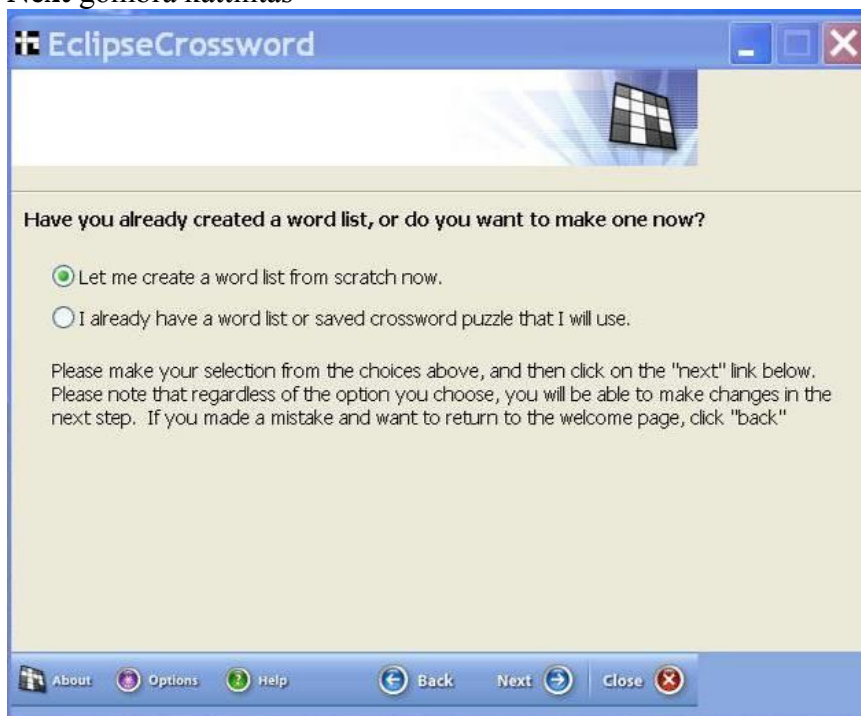 Next gombra kattintás
EclipseCrossword
Have you already created a word list, or do you want to make one now?
Let me create a word list from scratch now.
I already have a word list or saved crossword puzzle that I will use.
Please make your selection from the choices above, and then click on the "next" link below.
Please note that regardless of the option you choose, you will be able to make changes in the
next step. If you made a mistake and want to return to the welcome page, click "back"
About Options Help Back Next Close